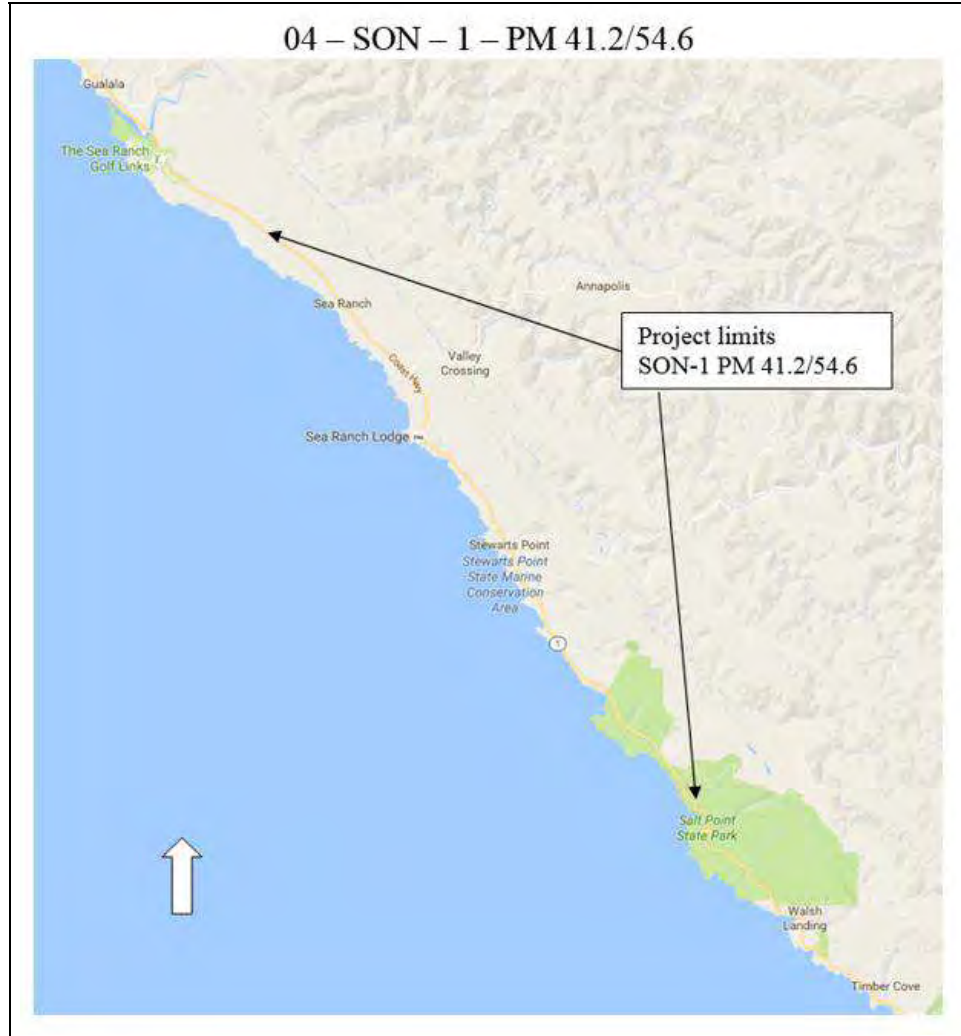 04 – SON – 1 – PM 41.2/54.6
Gualala
The Sea Ranch
Golf Links
Annapolis
Sea Ranch
Project limits
SON-1 PM 41.2/54.6
Valley
Crossing
Coast Hwy
Sea Ranch Lodge
Stewarts Point
Stewarts Point
State Marine
Conservation
Area
1
Salt Point
State Park
Walsh
Landing
Timber Cove